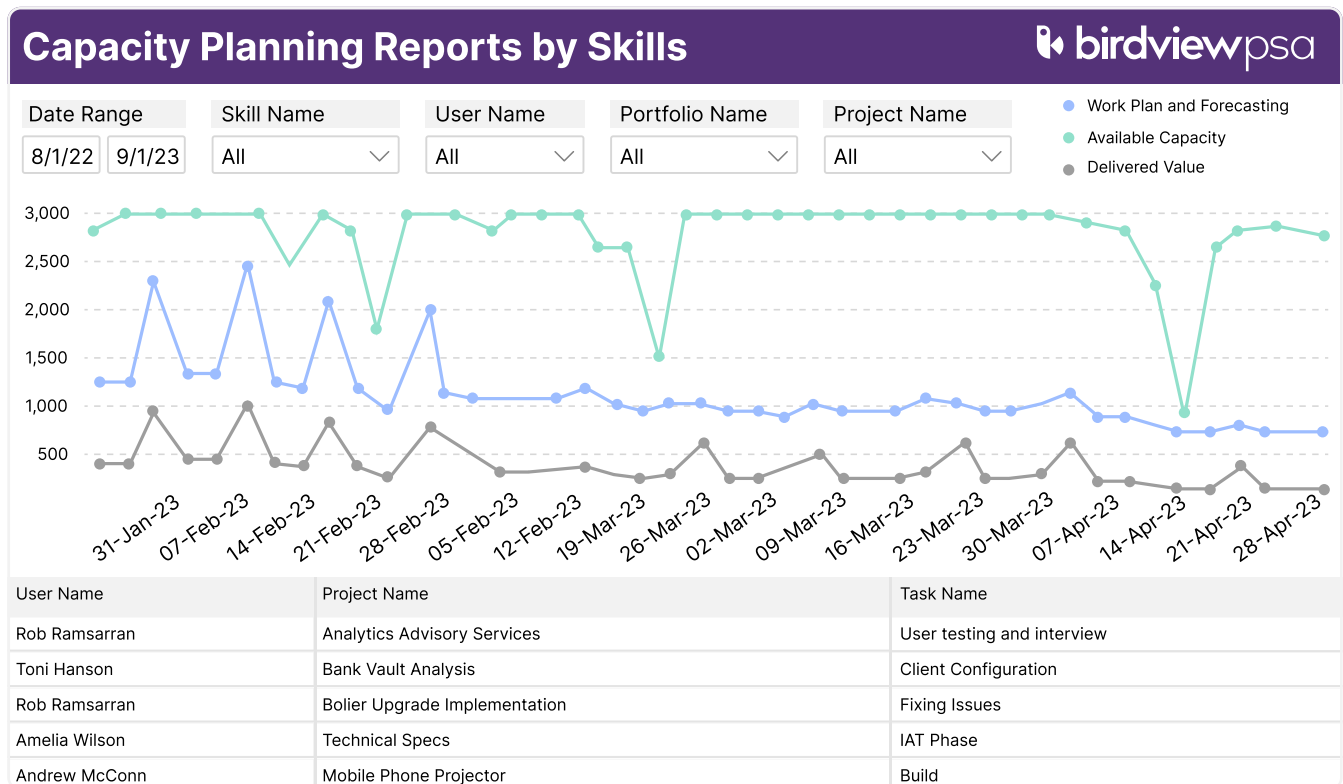 Capacity Planning Reports by Skills
birdviewpsa
Date Range
Skill Name
User Name
Portfolio Name
Project Name
8/1/22
9/1/23
All
All
All
All
Work Plan and Forecasting
Available Capacity
Delivered Value
3,000
2,500
2,000
1,500
1,000
500
31-Jan-23
07-Feb-23
14-Feb-23
21-Feb-23
28-Feb-23
05-Feb-23
12-Feb-23
19-Mar-23
26-Mar-23
02-Mar-23
09-Mar-23
16-Mar-23
23-Mar-23
30-Mar-23
07-Apr-23
14-Apr-23
21-Apr-23
28-Apr-23
User Name Project Name Task Name
Rob Ramsarran Analytics Advisory Services User testing and interview
Toni Hanson Bank Vault Analysis Client Configuration
Rob Ramsarran Bolier Upgrade Implementation Fixing Issues
Amelia Wilson Technical Specs IAT Phase
Andrew McConn Mobile Phone Projector Build